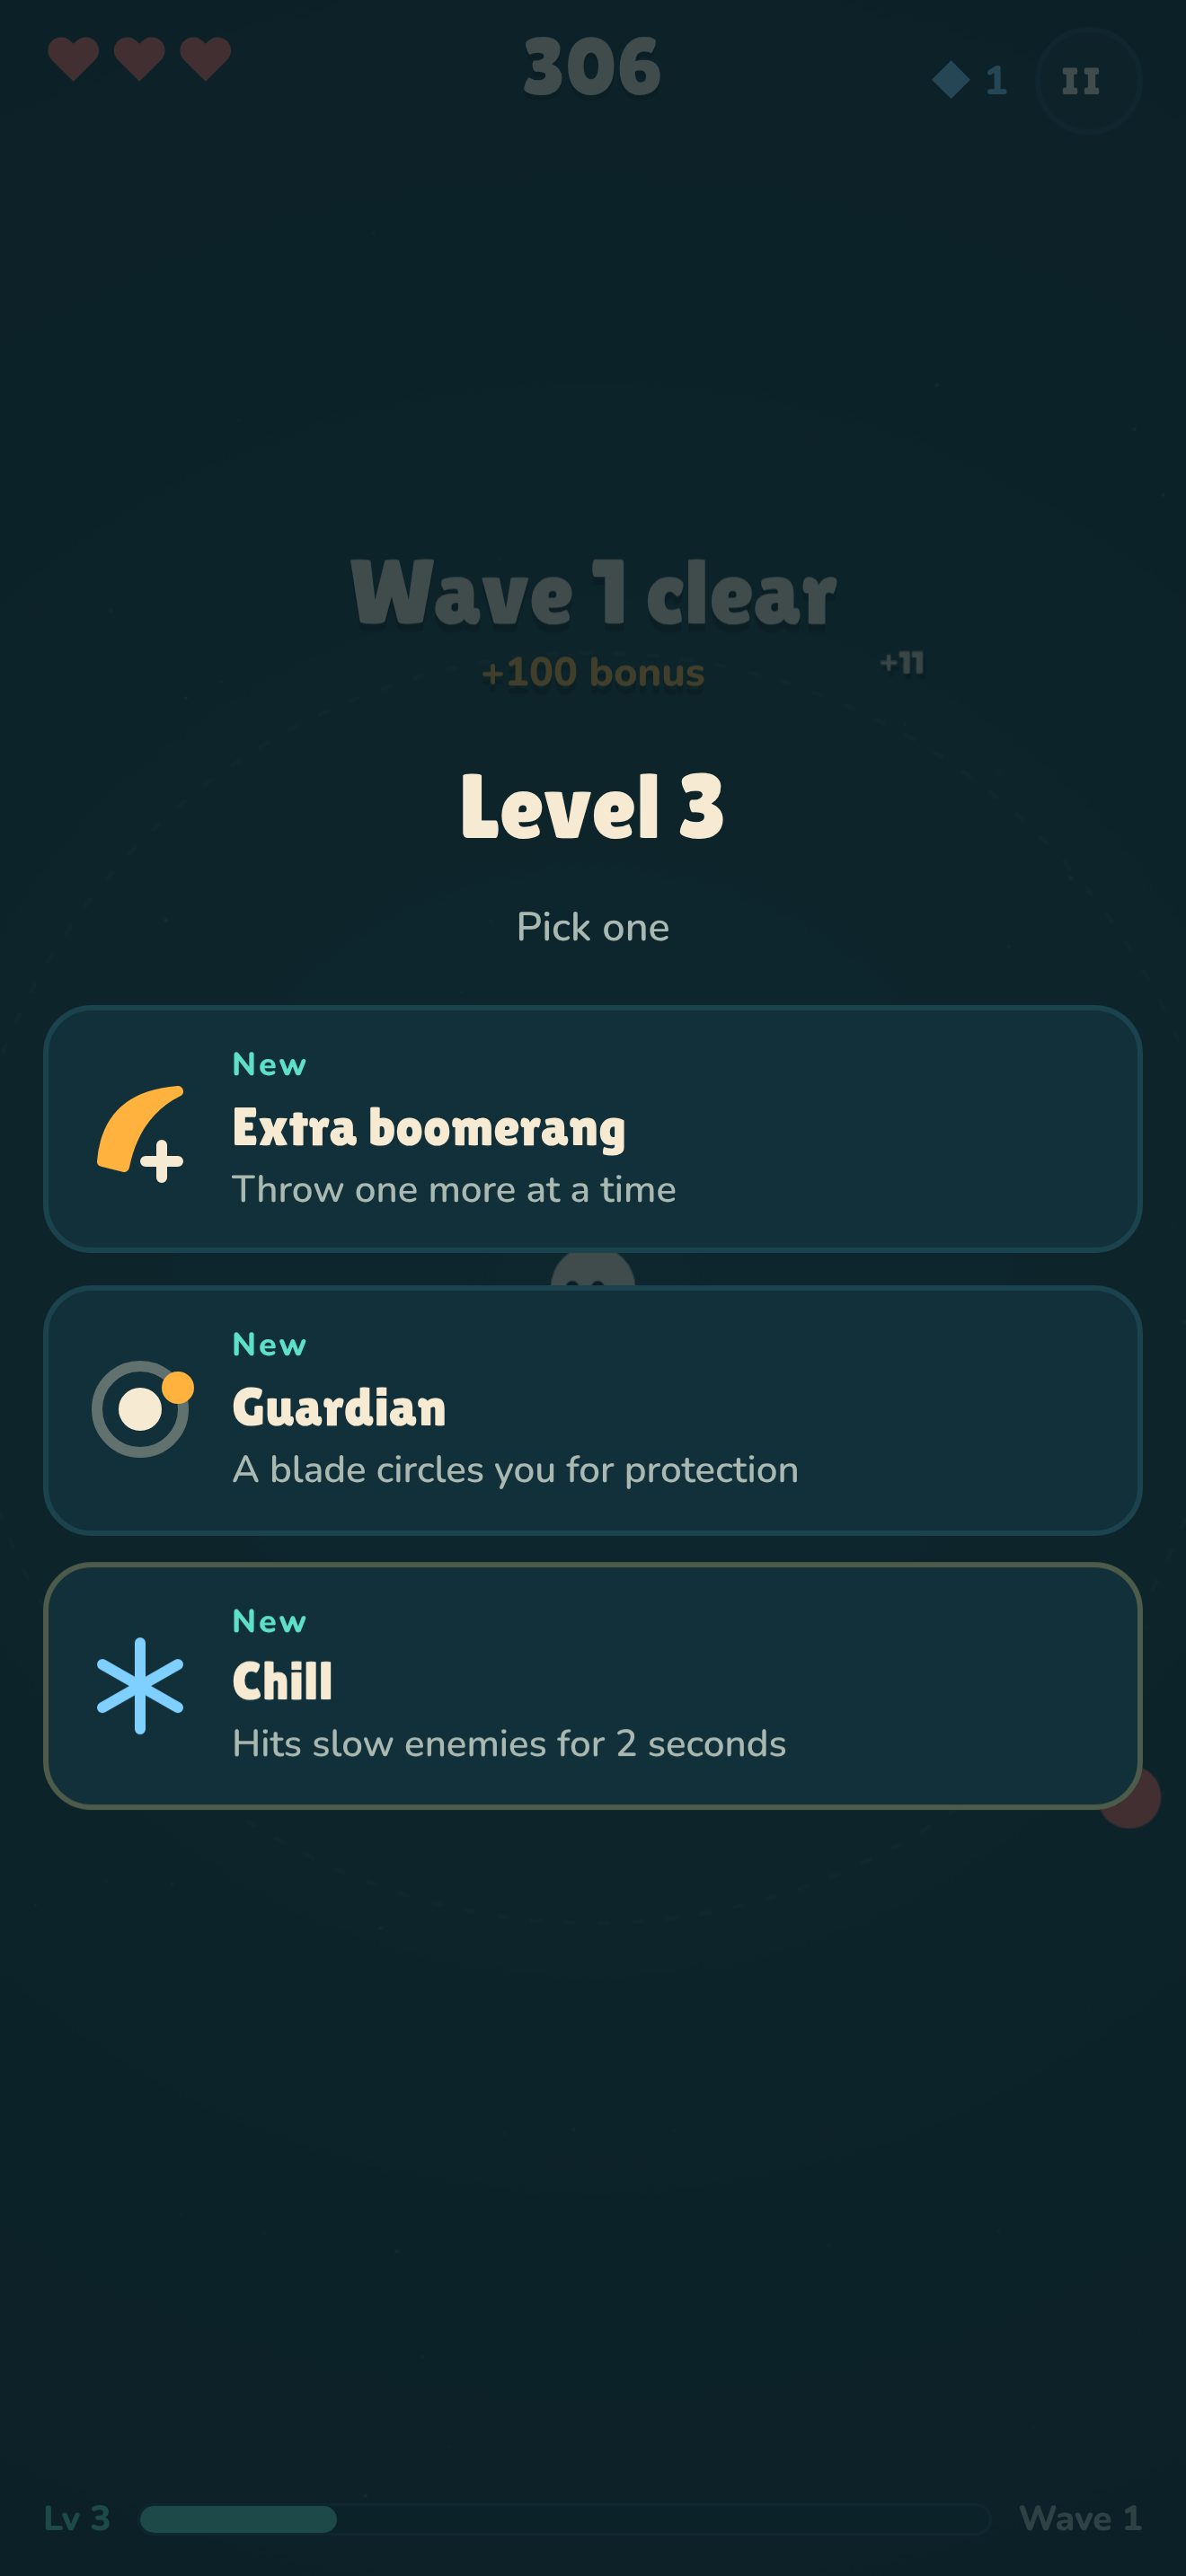 306
1
Wave 1 clear
+100 bonus
+11
Level 3
Pick one
New
Extra boomerang
Throw one more at a time
New
Guardian
A blade circles you for protection
New
Chill
Hits slow enemies for 2 seconds
Lv 3
Wave 1